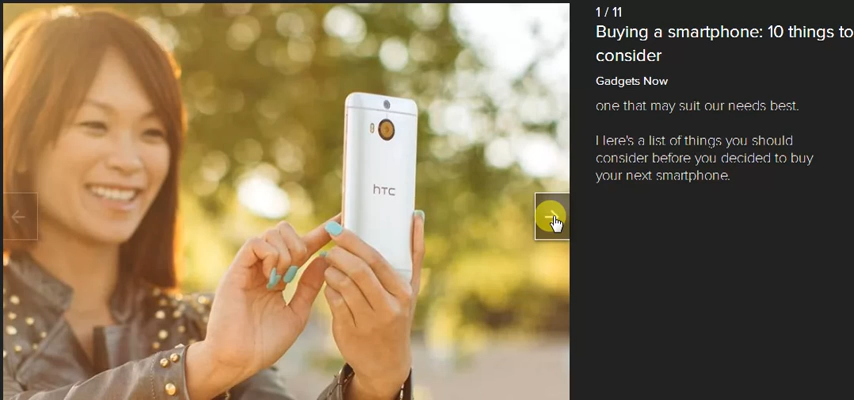 1 / 11
Buying a smartphone: 10 things to
consider
Gadgets Now
one that may suit our needs best.
Here's a list of things you should
consider before you decided to buy
your next smartphone.
hTC